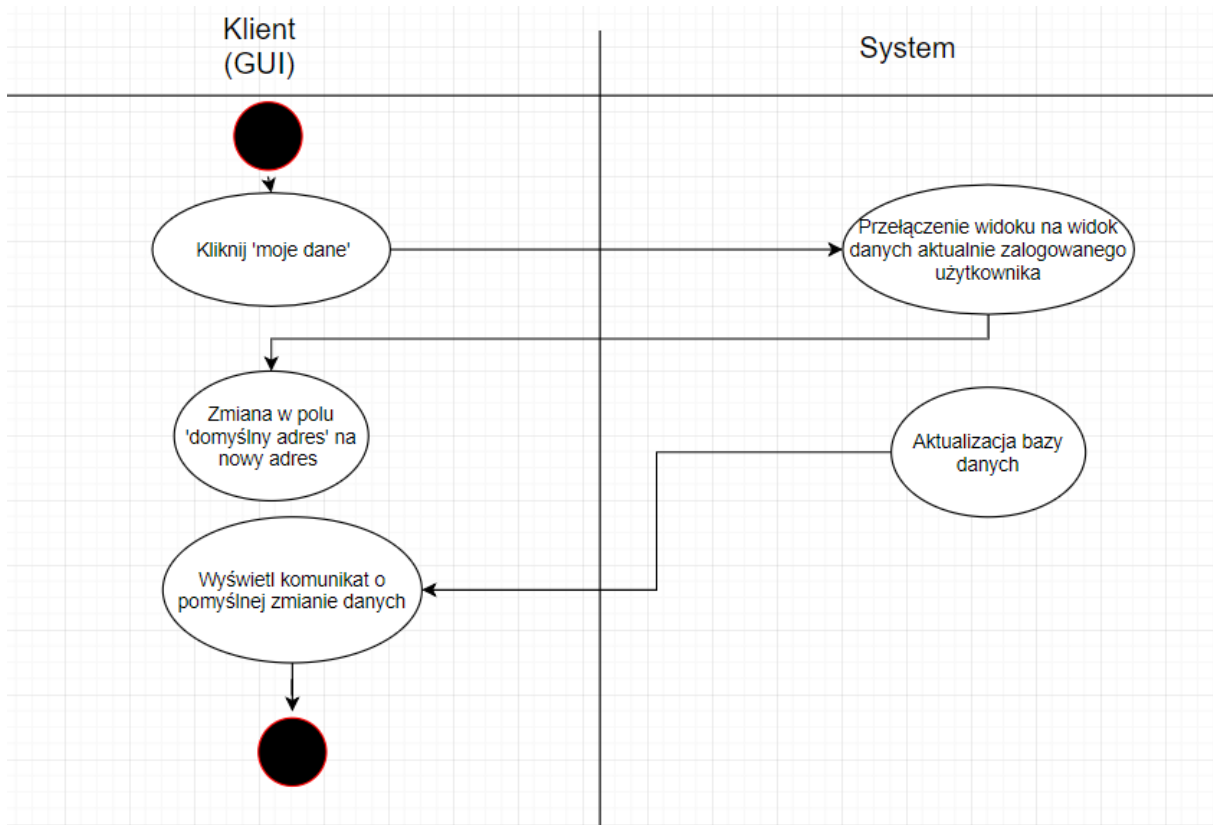 Klient
(GUI)
System
Kliknij 'moje dane'
Przełączenie widoku na widok
danych aktualnie zalogowanego
użytkownika
Zmiana w polu
'domyślny adres' na
nowy adres
Aktualizacja bazy
danych
Wyświetl komunikat o
pomyślnej zmianie danych